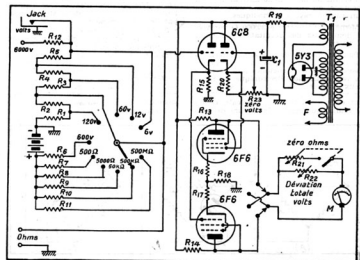 Jack
volts
6000v
R12
R5
R4
R3
R2
R1
60v
12v
6v
120v
600v
500Ω
500MΩ
5000Ω
50KΩ
R6
R7
R8
R9
R10
R11
Ohms
6C8
R15
R20
R13
R23
zéro
volts
6F6
R16
R18
R17
6F6
R14
R19
T1
5Y3
F
zéro ohms
R21
R22
Déviation
totale
volts
M